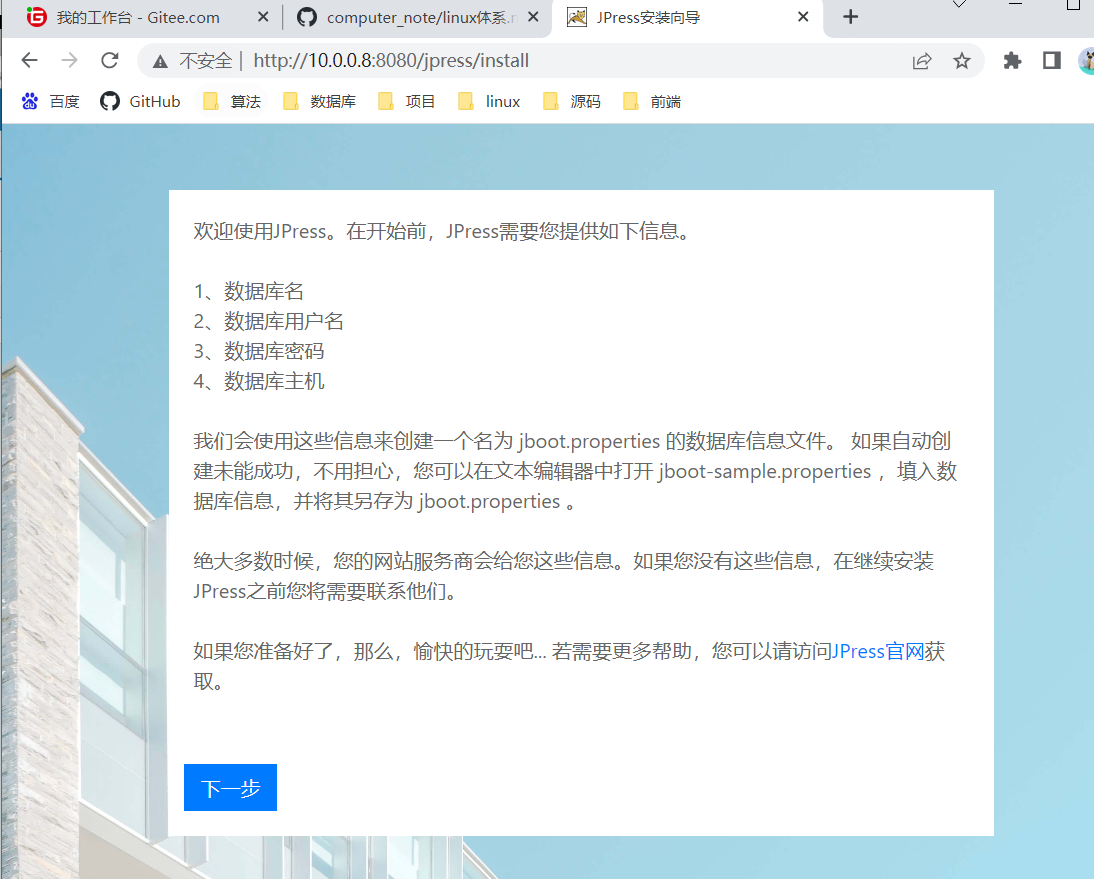 我的工作台 - Gitee.com
computer_note/linux体系.
JPress安装向导
不安全 | http://10.0.0.8:8080/jpress/install
百度 GitHub 算法 数据库 项目 linux 源码 前端
欢迎使用JPress。在开始前，JPress需要您提供如下信息。
1、数据库名
2、数据库用户名
3、数据库密码
4、数据库主机
我们会使用这些信息来创建一个名为 jboot.properties 的数据库信息文件。 如果自动创
建未能成功，不用担心，您可以在文本编辑器中打开 jboot-sample.properties ，填入数
据库信息，并将其另存为 jboot.properties 。
绝大多数时候，您的网站服务商会给您这些信息。如果您没有这些信息，在继续安装
JPress之前您将需要联系他们。
如果您准备好了，那么，愉快的玩耍吧... 若需要更多帮助，您可以请访问JPress官网获
取。
下一步